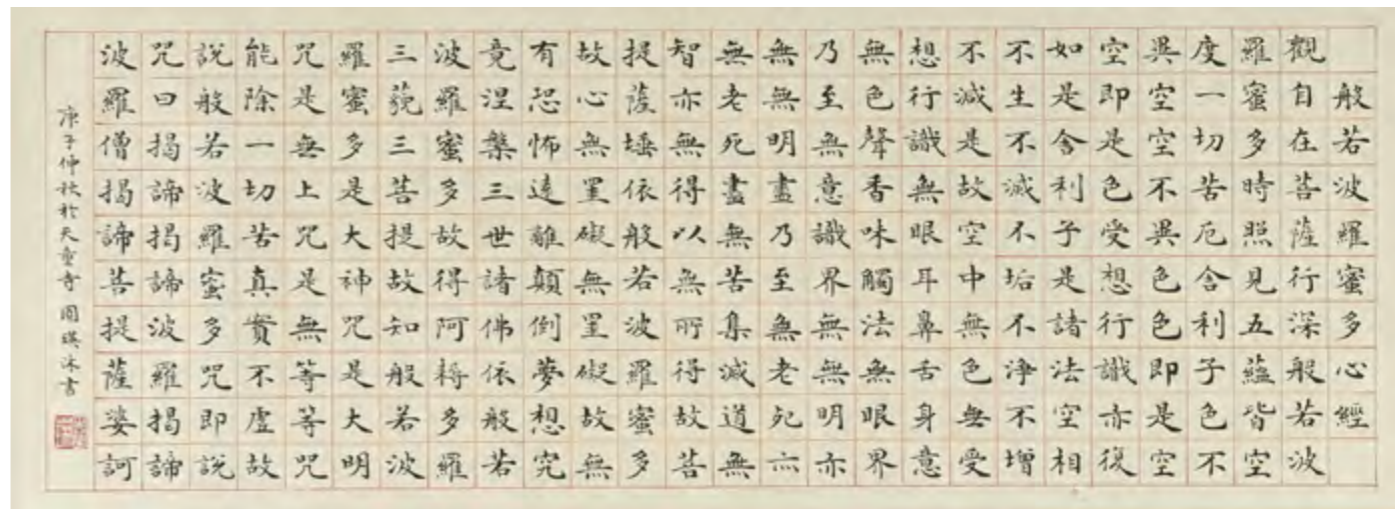 般若波羅蜜多心經
觀自在菩薩行深般若波
羅蜜多時照見五蘊皆空
度一切苦厄舍利子色不
異空空不異色色即是空
空即是色受想行識亦復
如是舍利子是諸法空相
不生不滅不垢不淨不增
不減是故空中無色無受
想行識無眼耳鼻舌身意
無色聲香味觸法無眼界
乃至無意識界無無明亦
無無明盡乃至無老死亦
無老死盡無苦集滅道無
智亦無得以無所得故菩
提薩埵依般若波羅蜜多
故心無罣礙無罣礙故無
有恐怖遠離顛倒夢想究
竟涅槃三世諸佛依般若
波羅蜜多故得阿耨多羅
三藐三菩提故知般若波
羅蜜多是大神咒是大明
咒是無上咒是無等等咒
能除一切苦真實不虛故
說般若波羅蜜多咒即說
咒曰揭諦揭諦波羅揭諦
波羅僧揭諦菩提薩婆訶
庚子仲秋於天童寺周瑛沐書